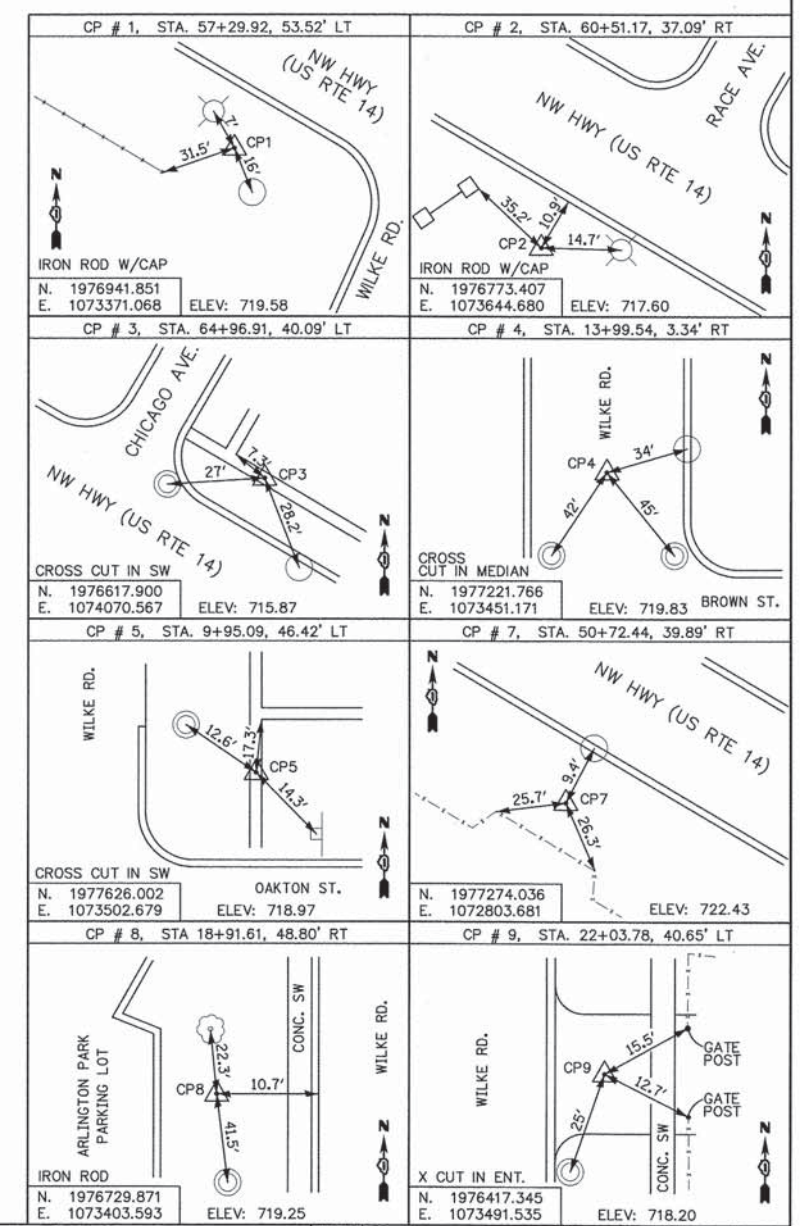 CP # 1, STA. 57+29.92, 53.52' LT
NW HWY
(US RTE 14)
7'
CP1
31.5'
16'
N
WILKE RD.
IRON ROD W/CAP
N. 1976941.851
E. 1073371.068
ELEV: 719.58
CP # 2, STA. 60+51.17, 37.09' RT
RACE AVE.
NW HWY (US RTE 14)
35.2'
10.9'
N
CP2
14.7'
IRON ROD W/CAP
N. 1976773.407
E. 1073644.680
ELEV: 717.60
CP # 3, STA. 64+96.91, 40.09' LT
CHICAGO AVE.
7.3'
27'
CP3
NW HWY (US RTE 14)
28.2'
N
CROSS CUT IN SW
N. 1976617.900
E. 1074070.567
ELEV: 715.87
CP # 4, STA. 13+99.54, 3.34' RT
N
WILKE RD.
CP4
34'
42'
45'
CROSS
CUT IN MEDIAN
N. 1977221.766
E. 1073451.171
ELEV: 719.83
BROWN ST.
CP # 5, STA. 9+95.09, 46.42' LT
WILKE RD.
12.6'
17.3'
CP5
14.3'
N
CROSS CUT IN SW
OAKTON ST.
N. 1977626.002
E. 1073502.679
ELEV: 718.97
CP # 7, STA. 50+72.44, 39.89' RT
N
NW HWY (US RTE 14)
9.4'
25.7'
CP7
26.3'
N. 1977274.036
E. 1072803.681
ELEV: 722.43
CP # 8, STA 18+91.61, 48.80' RT
ARLINGTON PARK
PARKING LOT
CONC. SW
WILKE RD.
22.3'
CP8
10.7'
41.5'
N
IRON ROD
N. 1976729.871
E. 1073403.593
ELEV: 719.25
CP # 9, STA. 22+03.78, 40.65' LT
WILKE RD.
15.5'
GATE
POST
CP9
12.7'
GATE
POST
25'
CONC. SW
N
X CUT IN ENT.
N. 1976417.345
E. 1073491.535
ELEV: 718.20